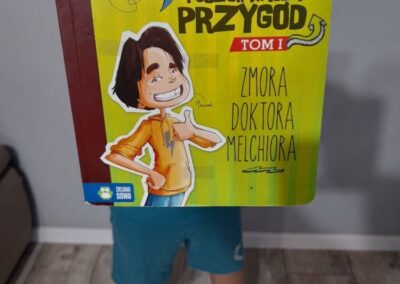 PRZYGÓD
TOM I
ZMORA
DOKTORA
MELCHIORA
ZIELONA
SOWA